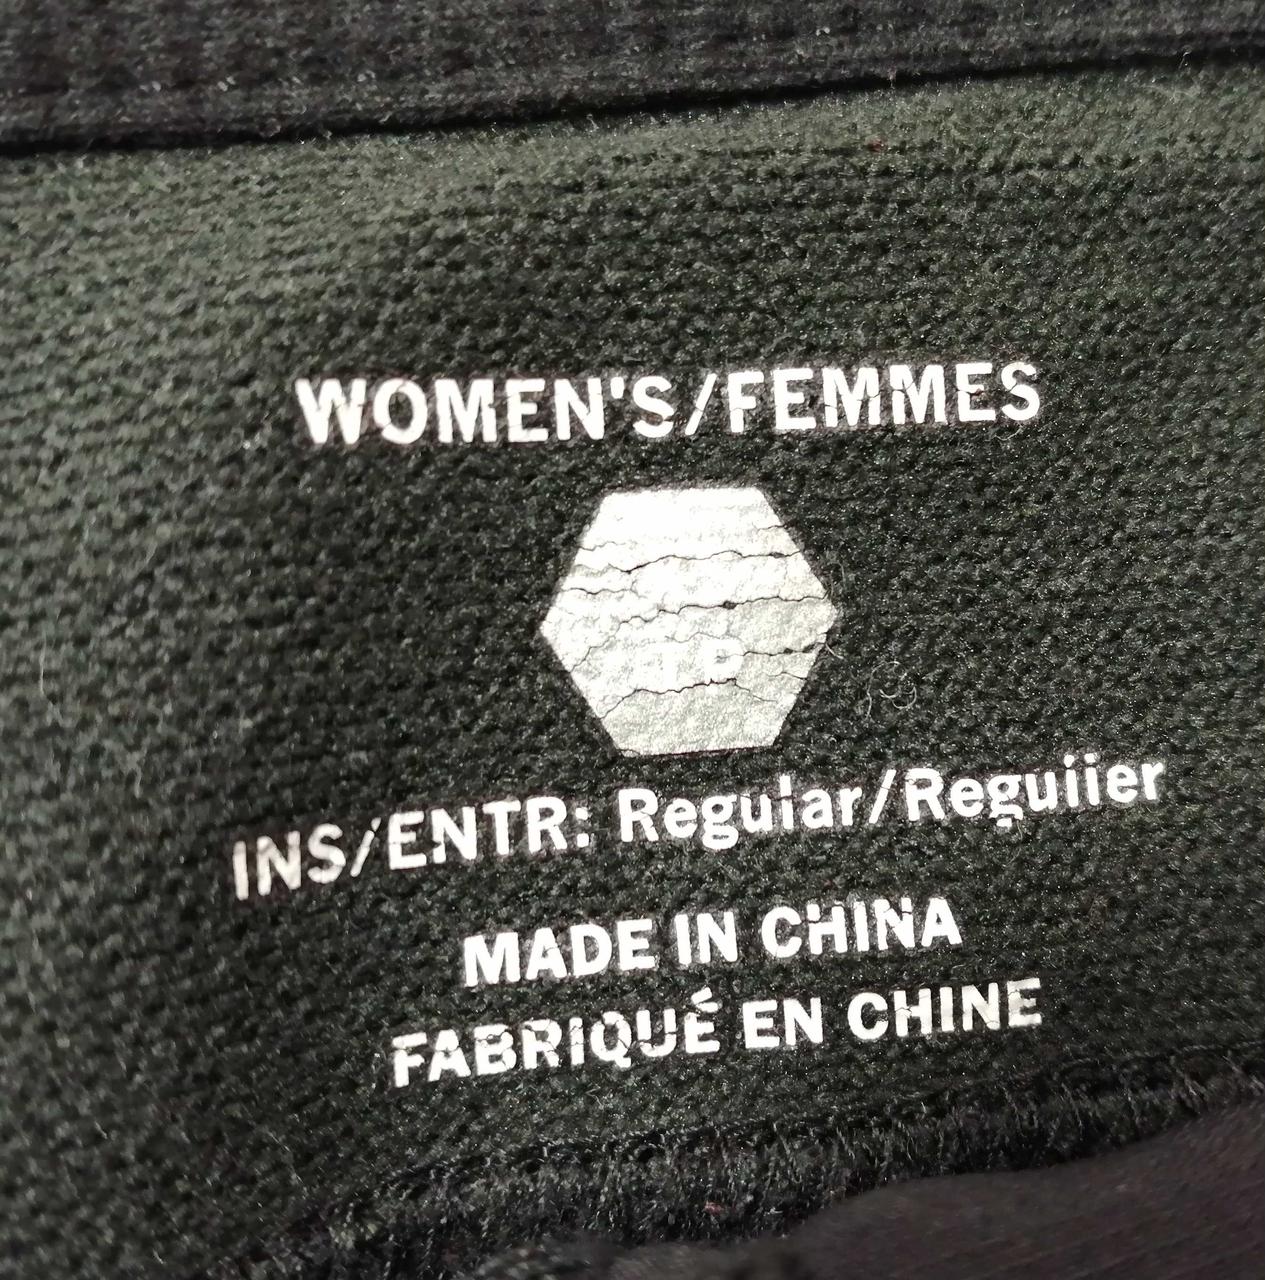 WOMEN'S/FEMMES
INS/ENTR: Regular/Reguiier
MADE IN CHINA
FABRIQUÉ EN CHINE